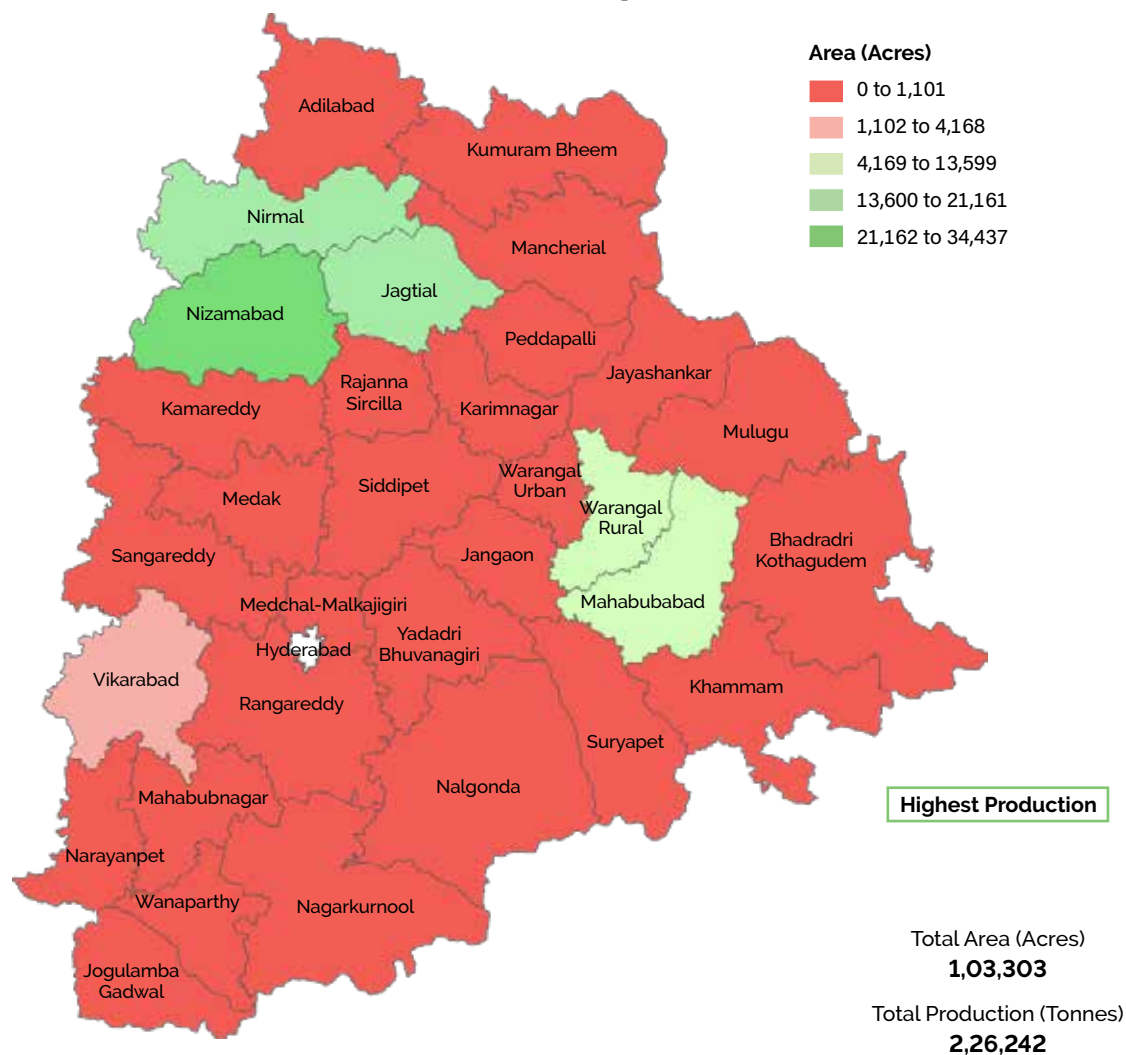 Area (Acres)
0 to 1,101
1,102 to 4,168
4,169 to 13,599
13,600 to 21,161
21,162 to 34,437
Adilabad
Kumuram Bheem
Nirmal
Mancherial
Jagtial
Nizamabad
Peddapalli
Jayashankar
Rajanna
Sircilla
Kamareddy
Karimnagar
Mulugu
Warangal
Urban
Siddipet
Medak
Warangal
Rural
Bhadradri
Kothagudem
Sangareddy
Jangaon
Mahabubabad
Medchal-Malkajigiri
Yadadri
Bhuvanagiri
Hyderabad
Vikarabad
Khammam
Rangareddy
Suryapet
Nalgonda
Mahabubnagar
Highest Production
Narayanpet
Wanaparthy
Nagarkurnool
Jogulamba
Gadwal
Total Area (Acres)
1,03,303
Total Production (Tonnes)
2,26,242